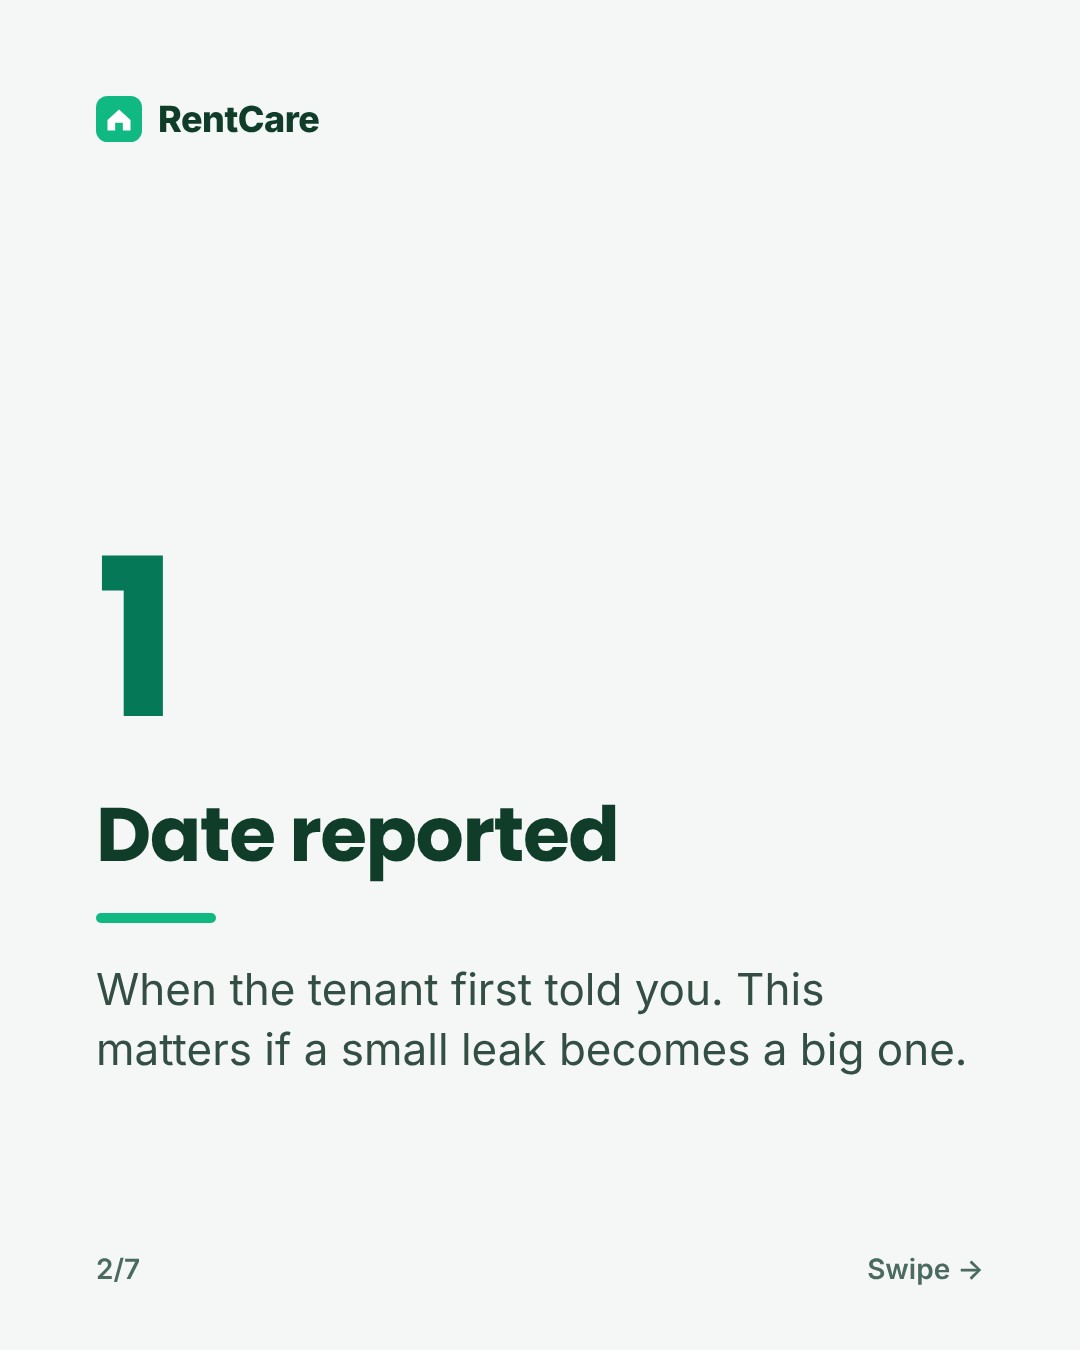 RentCare
1
Date reported
When the tenant first told you. This
matters if a small leak becomes a big one.
2/7
Swipe →